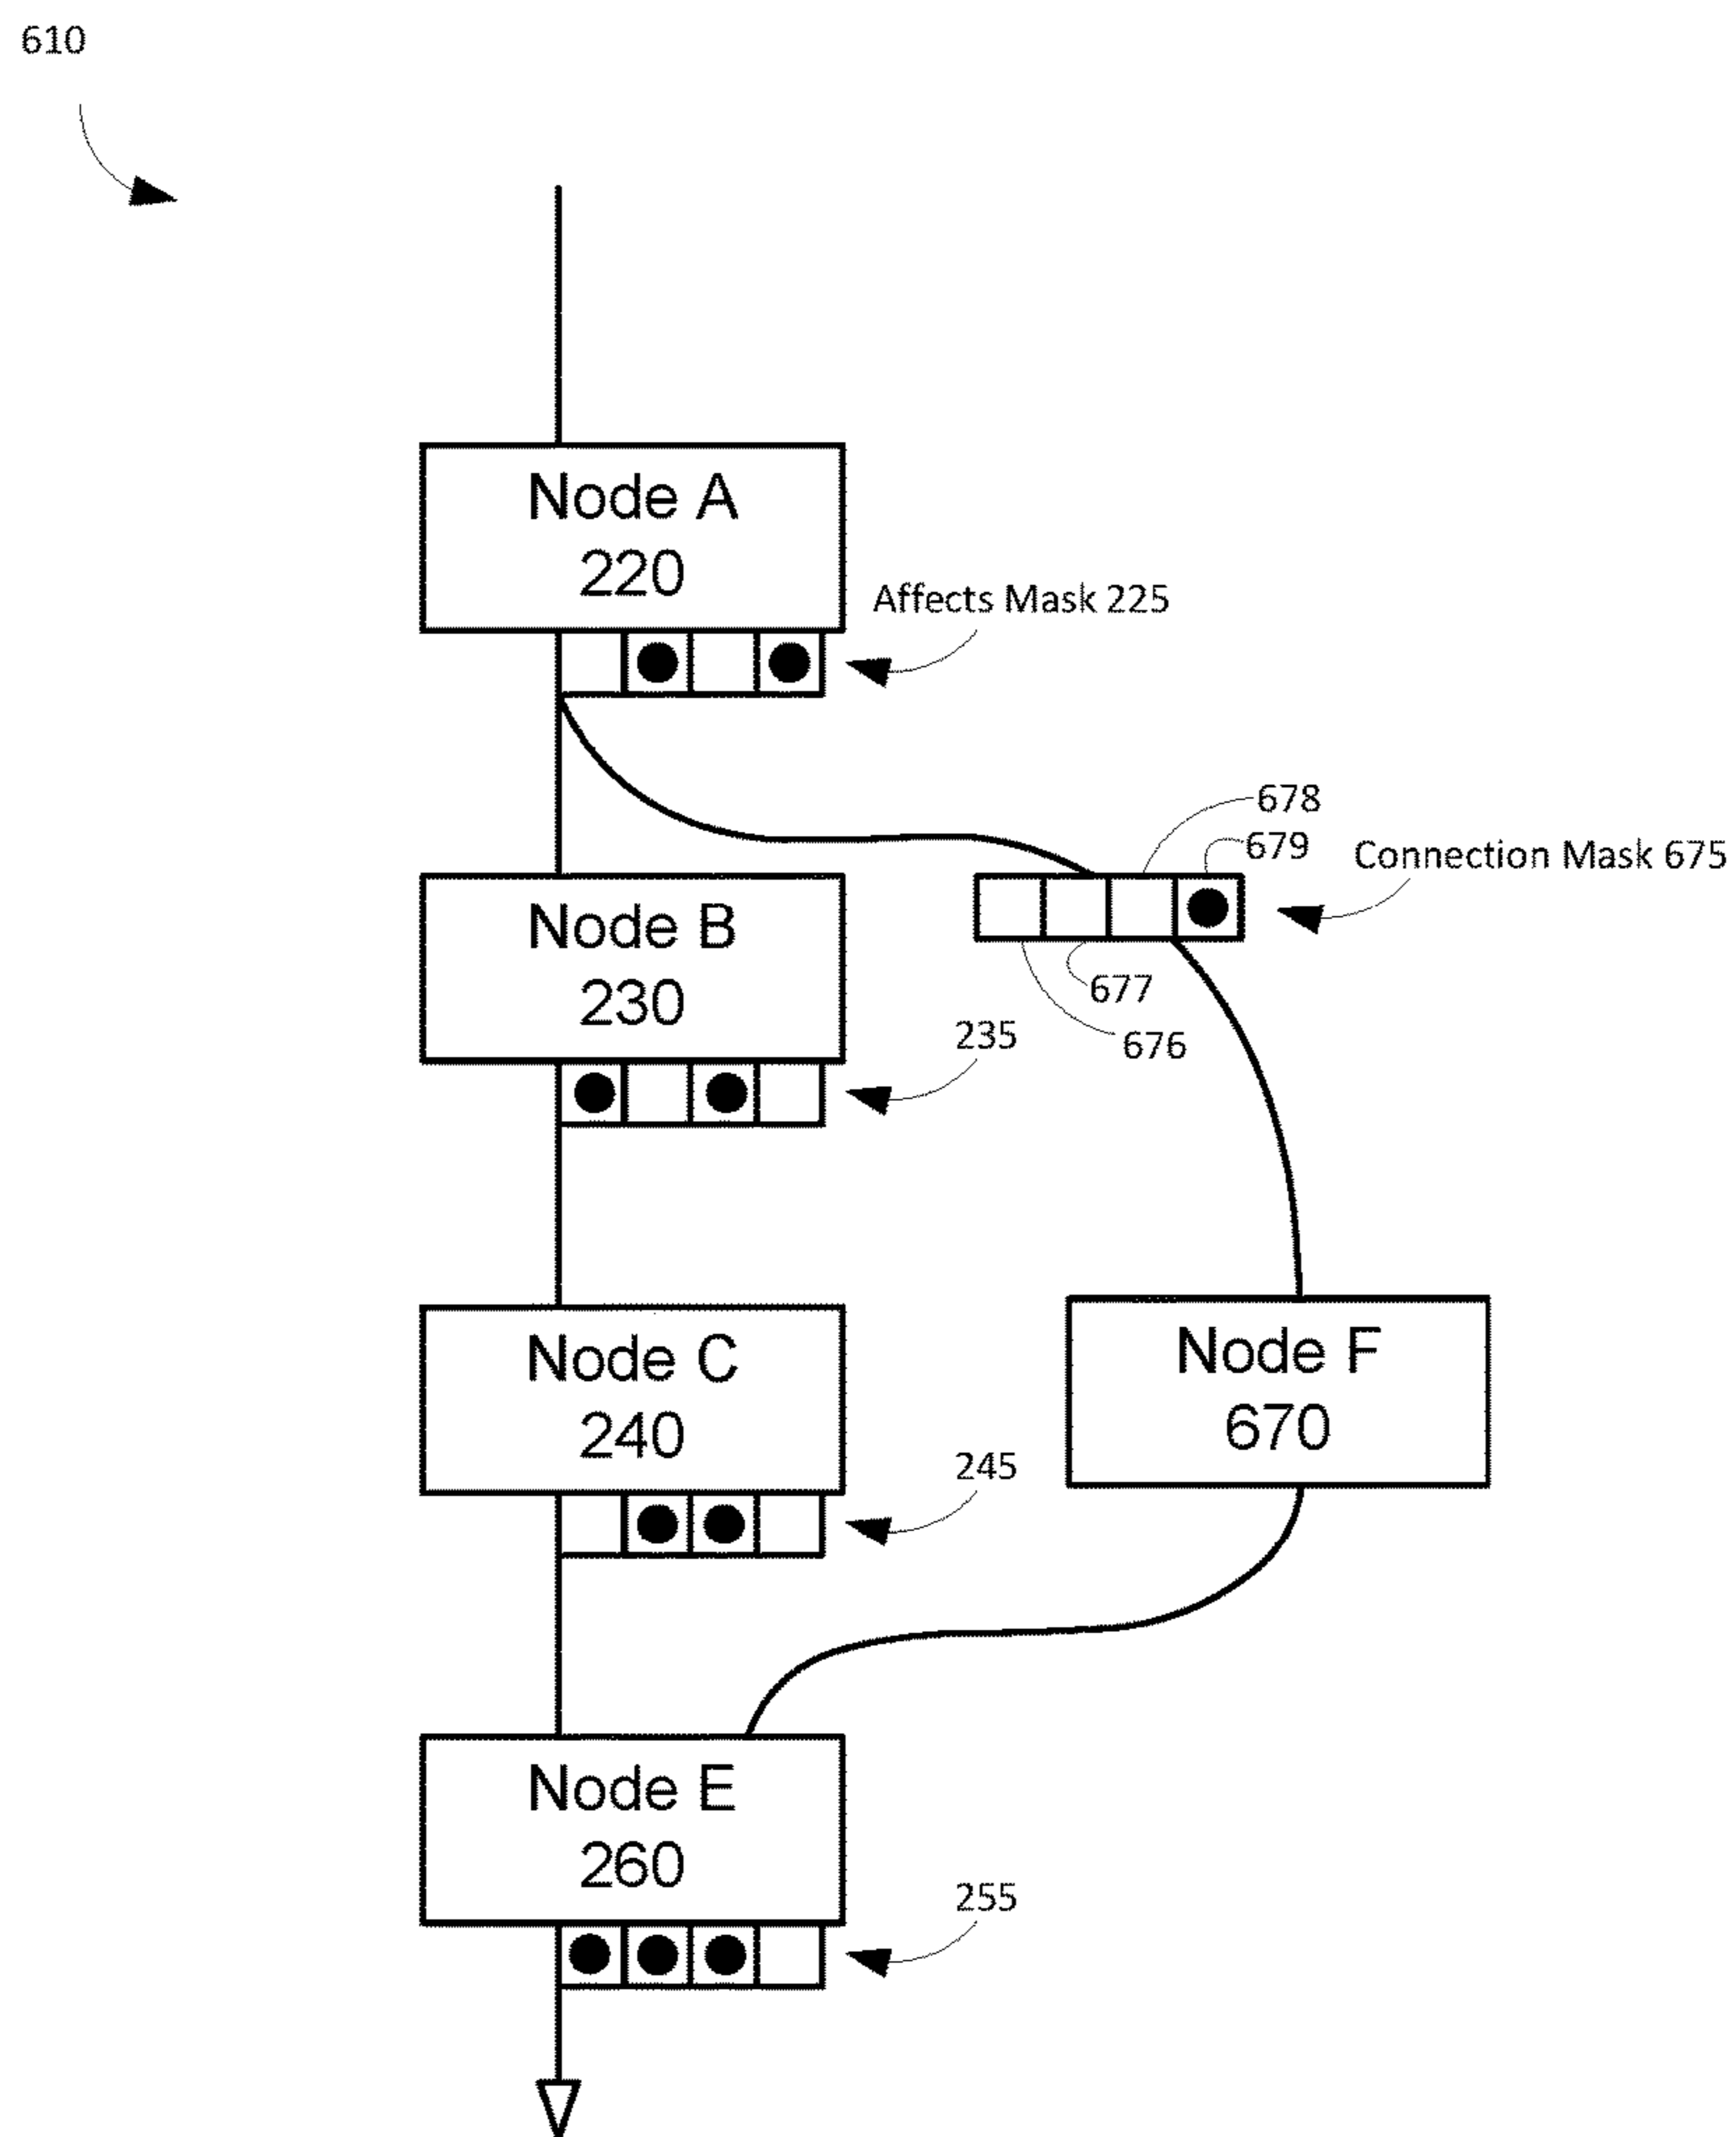 610
Node A
220
Affects Mask 225
678
679
Connection Mask 675
Node B
230
677
676
235
Node C
240
Node F
670
245
Node E
260
255